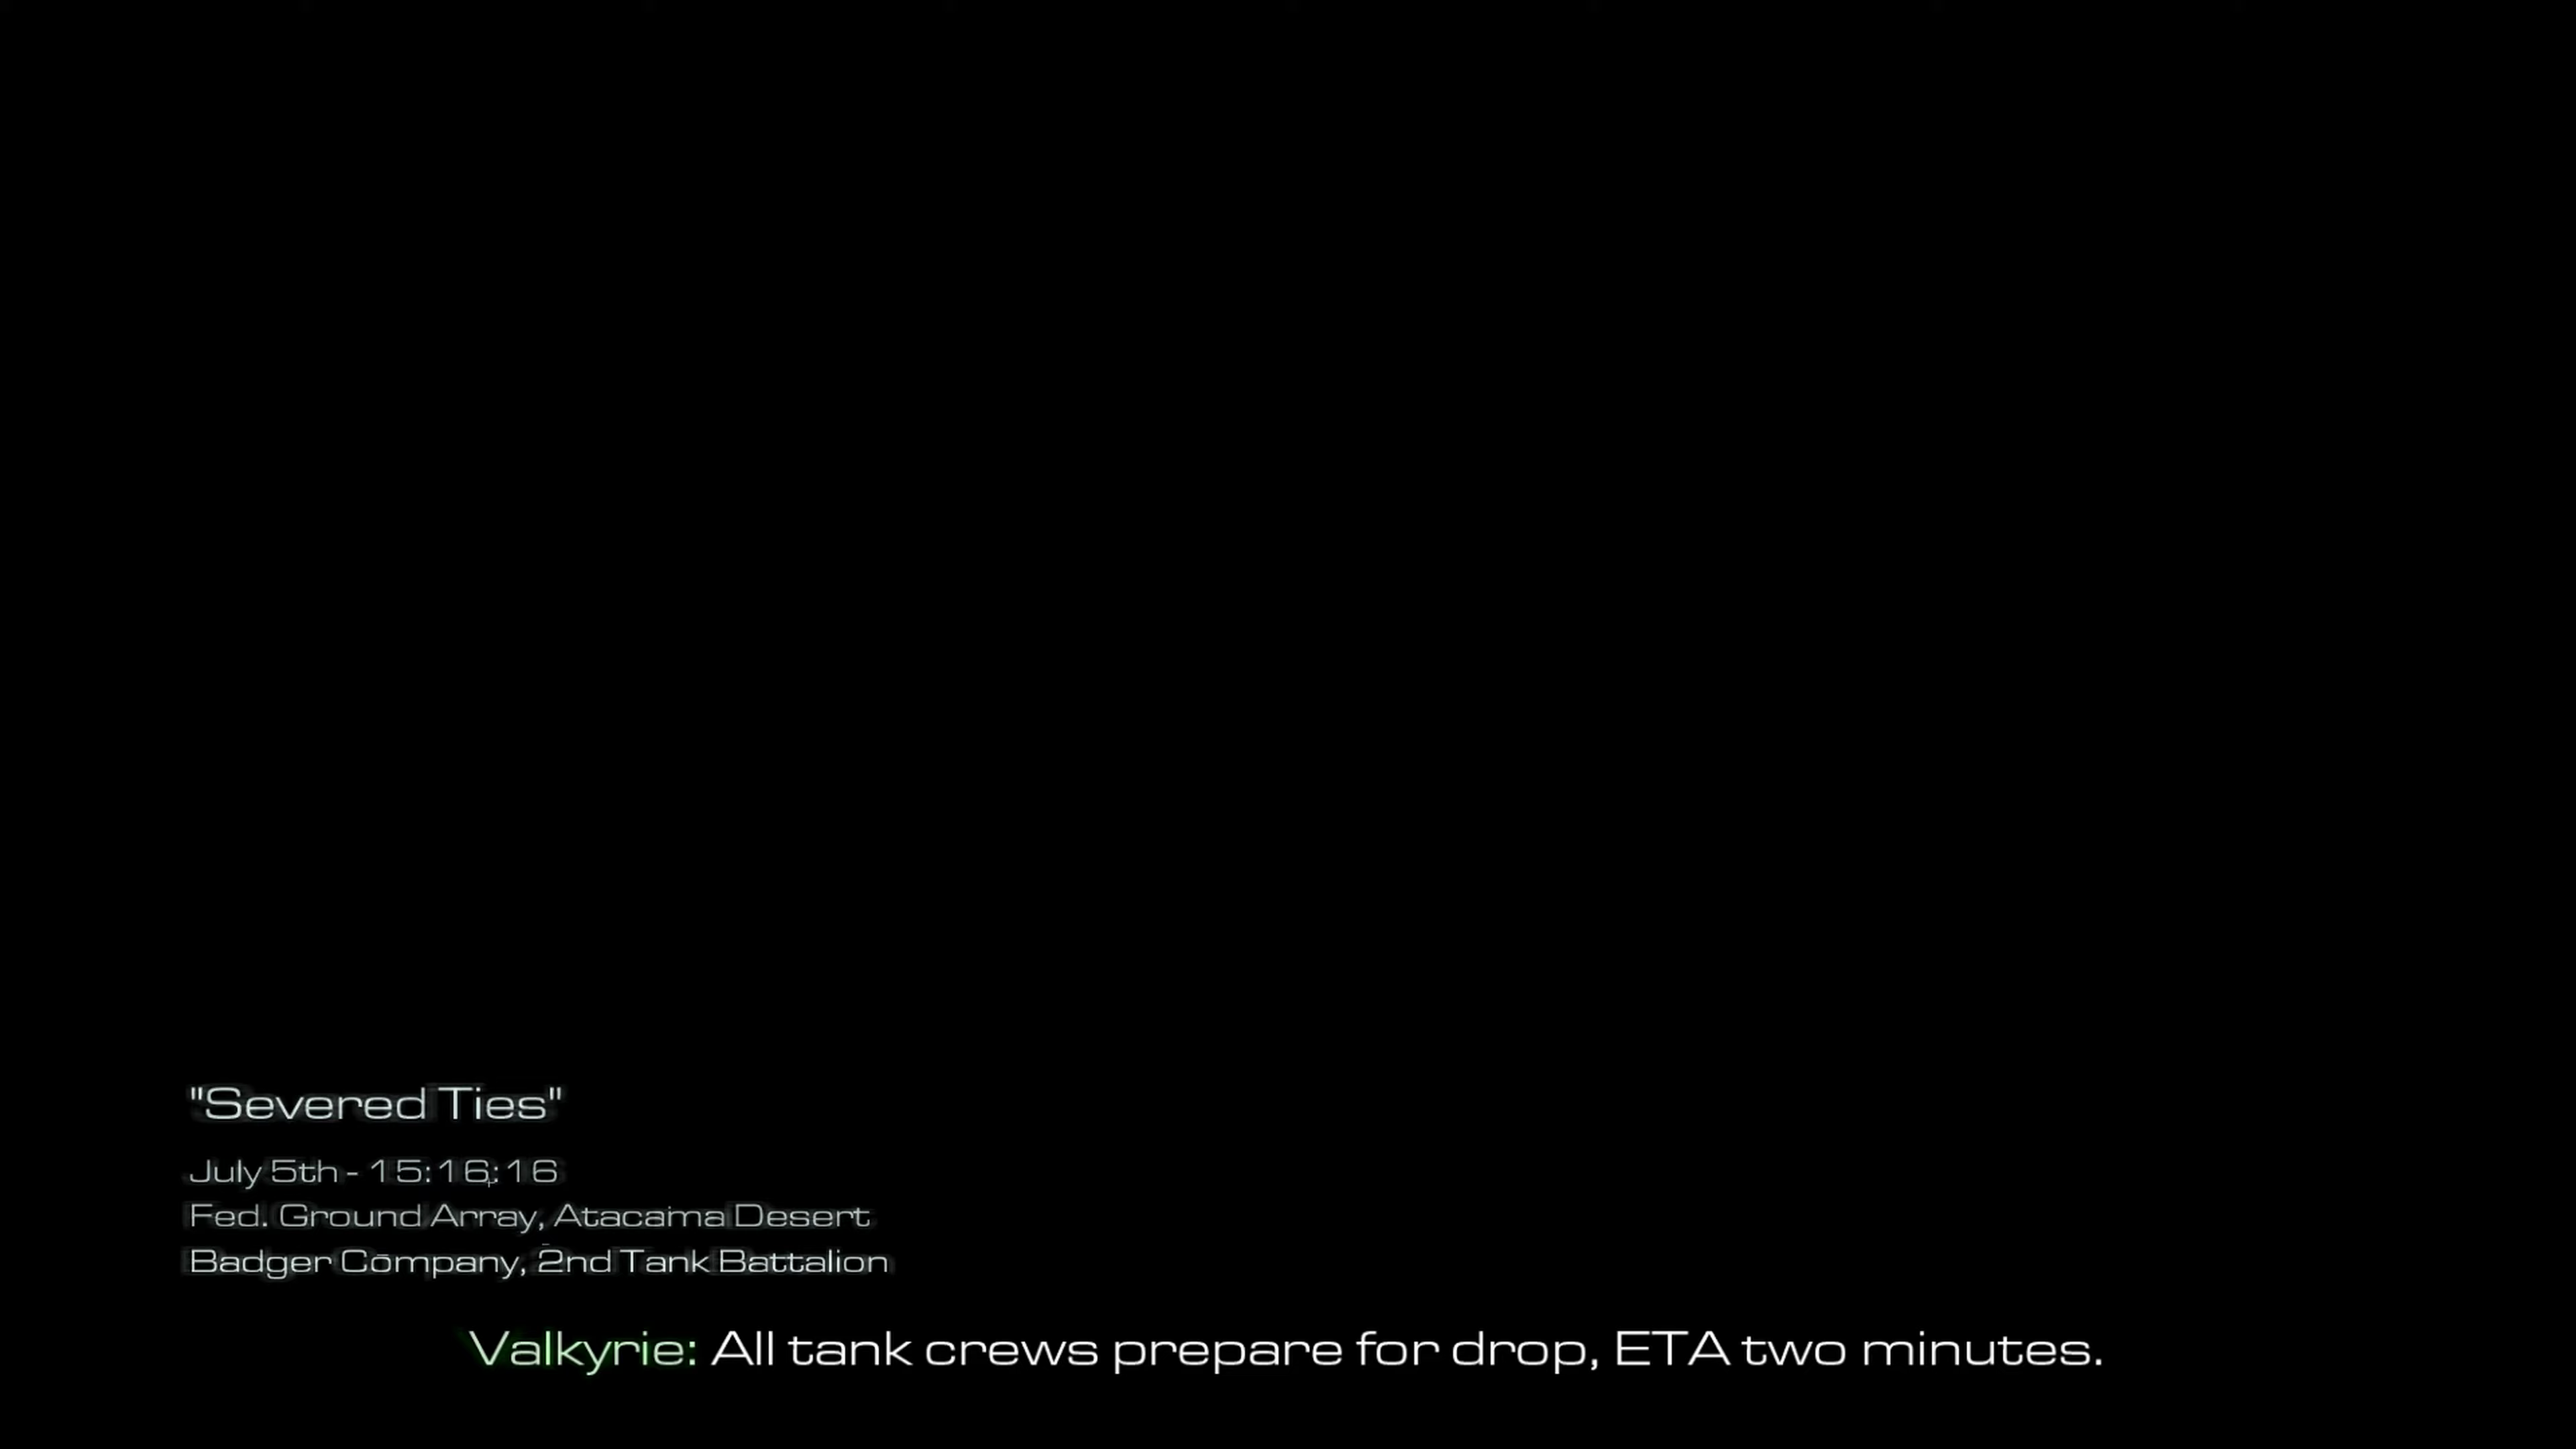 "Severed Ties"
July 5th - 15:16:16
Fed. Ground Array, Atacama Desert
Badger Company, 2nd Tank Battalion
Valkyrie: All tank crews prepare for drop, ETA two minutes.